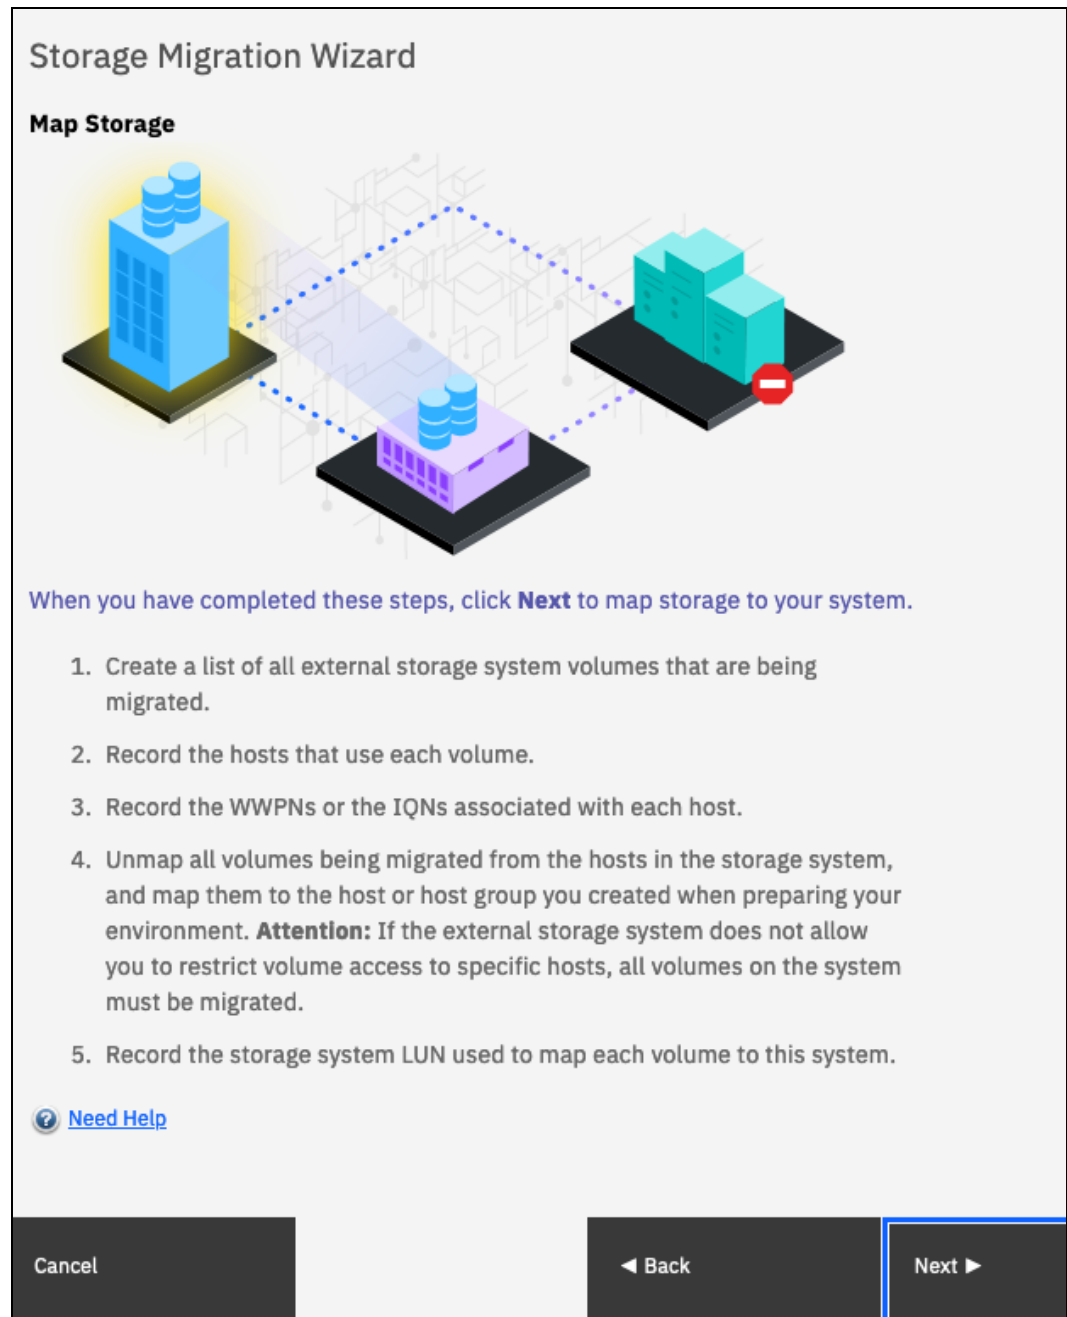 Storage Migration Wizard
Map Storage
When you have completed these steps, click Next to map storage to your system.
1. Create a list of all external storage system volumes that are being
migrated.
2. Record the hosts that use each volume.
3. Record the WWPNs or the IQNs associated with each host.
4. Unmap all volumes being migrated from the hosts in the storage system,
and map them to the host or host group you created when preparing your
environment. Attention: If the external storage system does not allow
you to restrict volume access to specific hosts, all volumes on the system
must be migrated.
5. Record the storage system LUN used to map each volume to this system.
? Need Help
Cancel
◀ Back
Next ▶